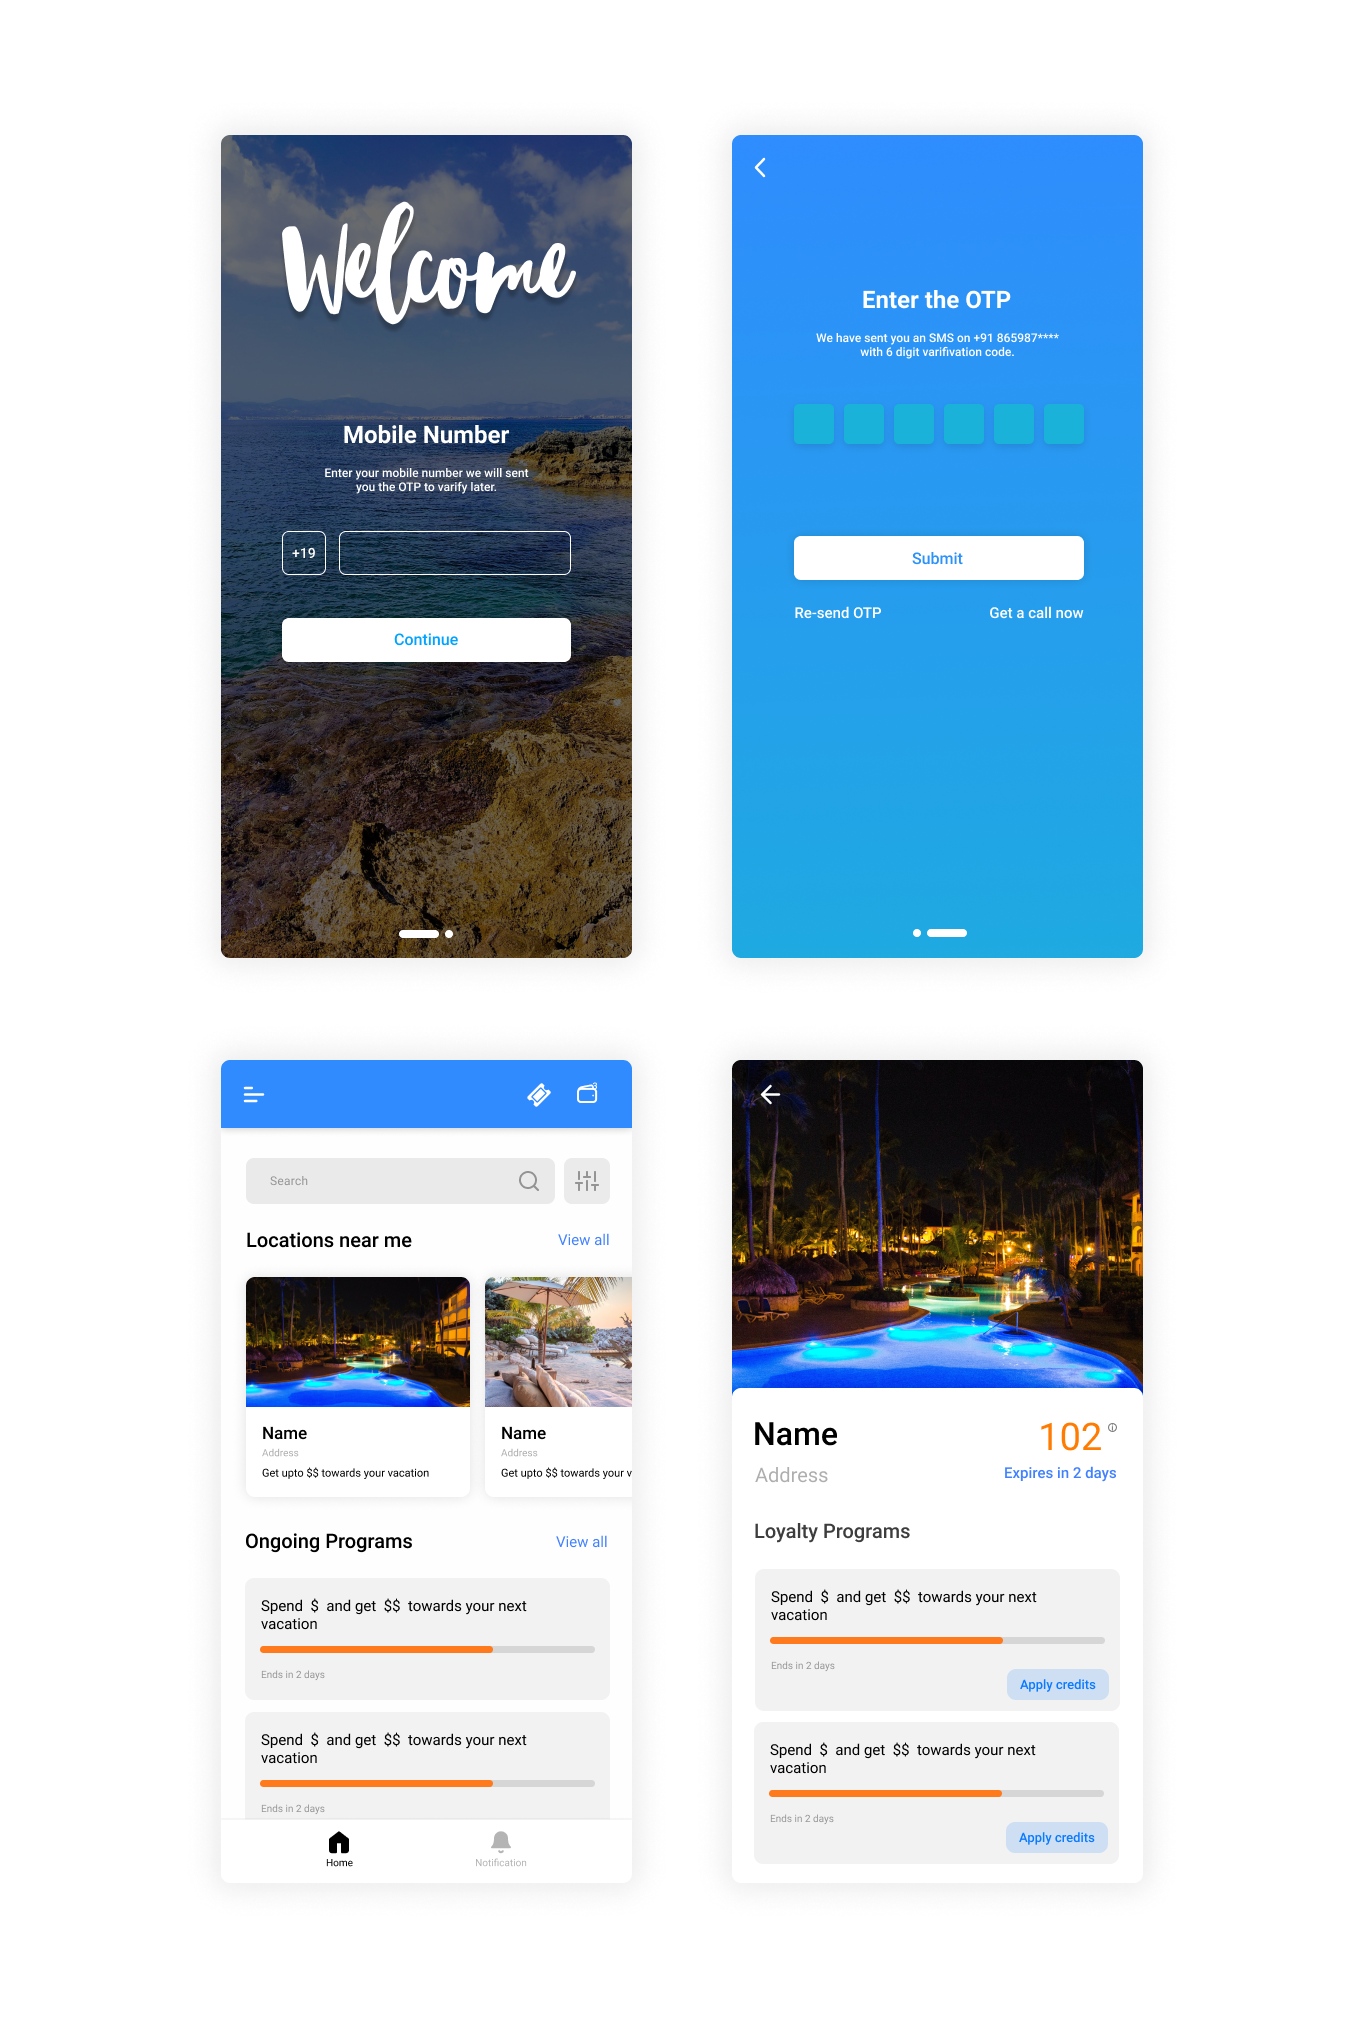 Welcome
Mobile Number
Enter your mobile number we will sent
you the OTP to varify later.
+19
Continue
Enter the OTP
We have sent you an SMS on +91 865987****
with 6 digit varifivation code.
Submit
Re-send OTP
Get a call now
Search
Locations near me
View all
Name
Address
Get upto $$ towards your vacation
Name
Address
Get upto $$ towards your v
Ongoing Programs
View all
Spend $ and get $$ towards your next
vacation
Ends in 2 days
Spend $ and get $$ towards your next
vacation
Ends in 2 days
Home
Notification
Name
102
Address
Expires in 2 days
Loyalty Programs
Spend $ and get $$ towards your next
vacation
Ends in 2 days
Apply credits
Spend $ and get $$ towards your next
vacation
Ends in 2 days
Apply credits